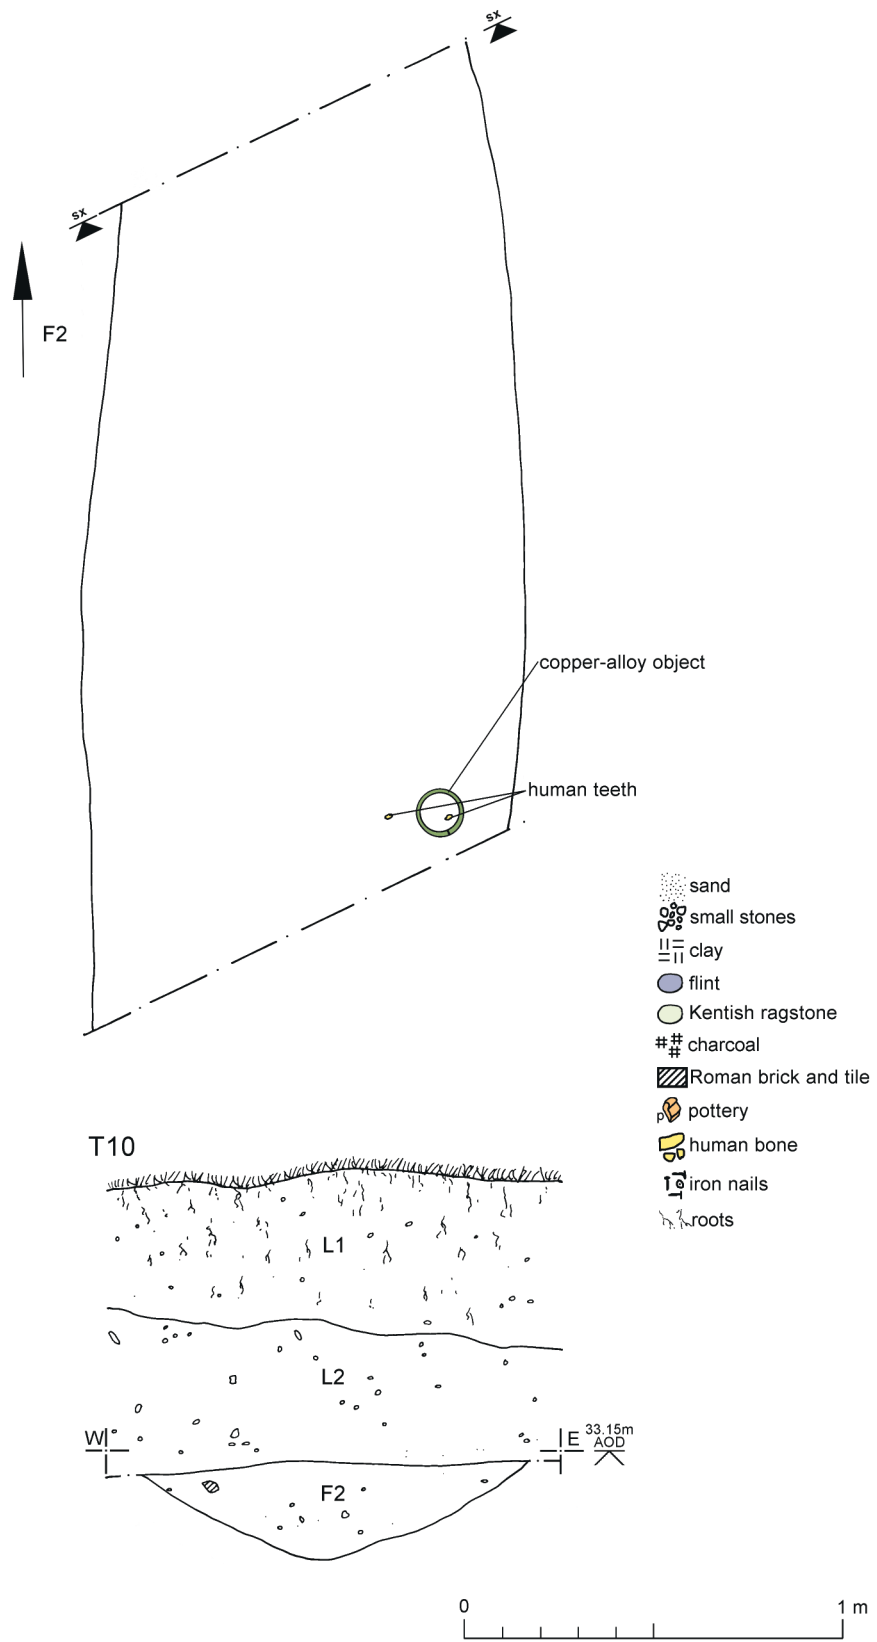 sx
sx
F2
copper-alloy object
human teeth
sand
small stones
clay
flint
Kentish ragstone
charcoal
Roman brick and tile
p pottery
human bone
iron nails
roots
T10
L1
L2
W
E
33.15m
AOD
F2
0
1 m